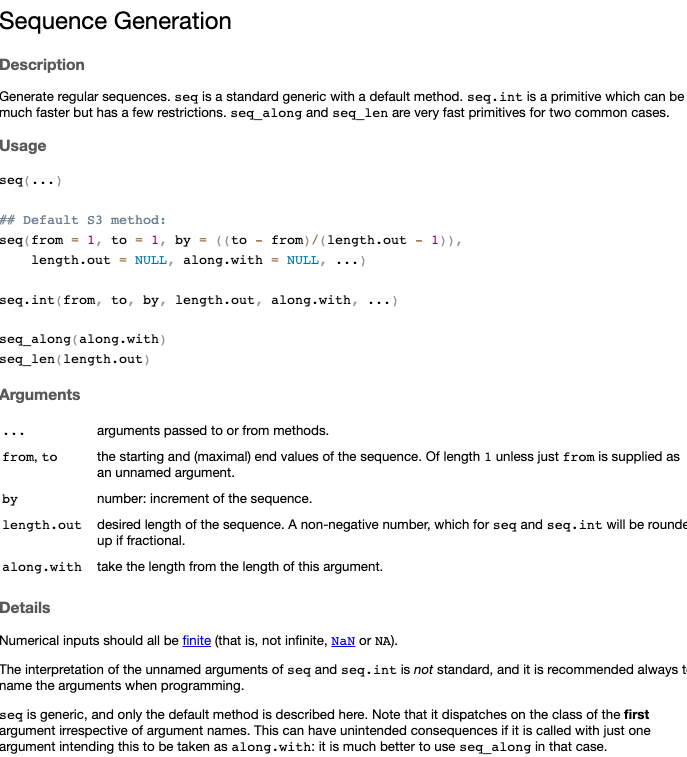 Sequence Generation
Description
Generate regular sequences. seq is a standard generic with a default method. seq.int is a primitive which can be
much faster but has a few restrictions. seq_along and seq_len are very fast primitives for two common cases.
Usage
seq(...)
## Default S3 method:
seq(from = 1, to = 1, by = ((to - from)/(length.out - 1)),
    length.out = NULL, along.with = NULL, ...)
seq.int(from, to, by, length.out, along.with, ...)
seq_along(along.with)
seq_len(length.out)
Arguments
... arguments passed to or from methods.
from, to the starting and (maximal) end values of the sequence. Of length 1 unless just from is supplied as
an unnamed argument.
by number: increment of the sequence.
length.out desired length of the sequence. A non-negative number, which for seq and seq.int will be rounde
up if fractional.
along.with take the length from the length of this argument.
Details
Numerical inputs should all be finite (that is, not infinite, NaN or NA).
The interpretation of the unnamed arguments of seq and seq.int is not standard, and it is recommended always t
name the arguments when programming.
seq is generic, and only the default method is described here. Note that it dispatches on the class of the first
argument irrespective of argument names. This can have unintended consequences if it is called with just one
argument intending this to be taken as along.with: it is much better to use seq_along in that case.